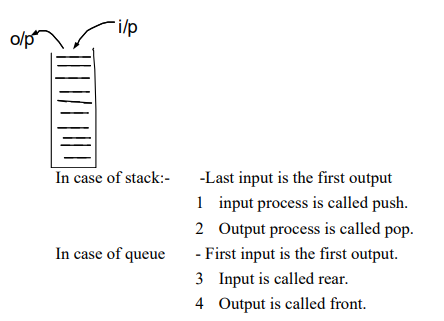 i/p
o/p
In case of stack:- -Last input is the first output
1 input process is called push.
2 Output process is called pop.
In case of queue - First input is the first output.
3 Input is called rear.
4 Output is called front.